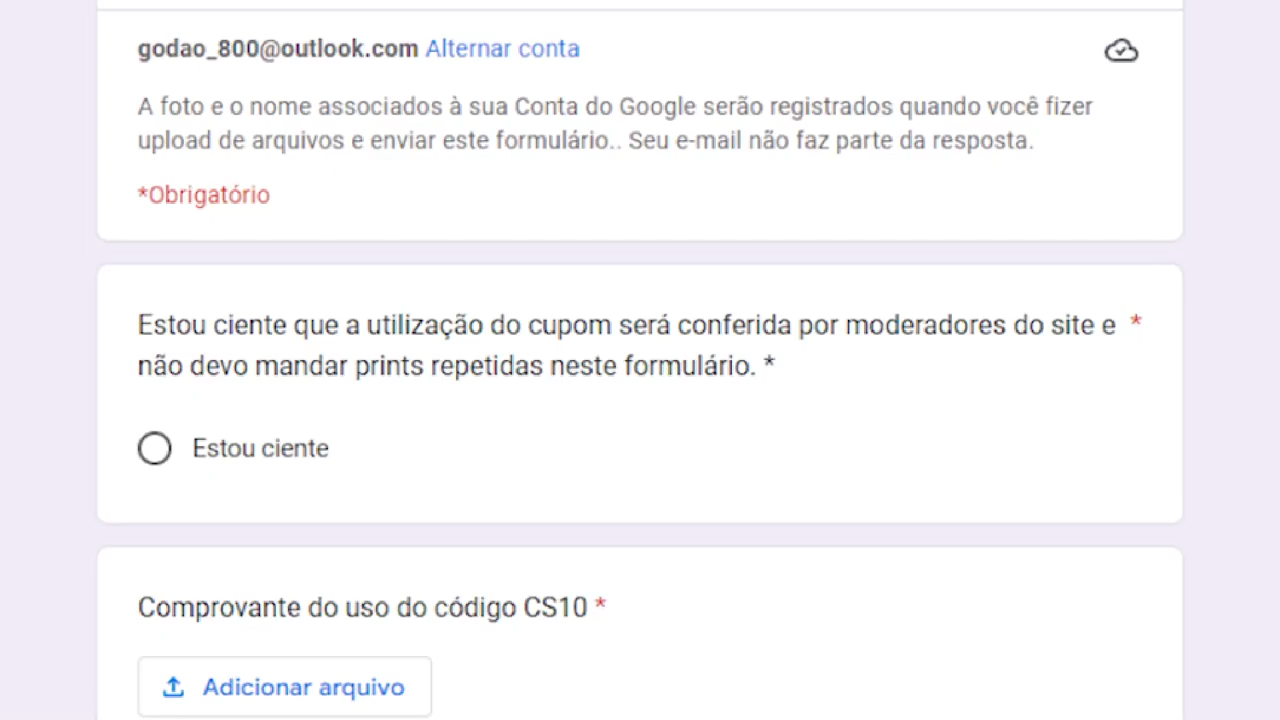 godao_800@outlook.com Alternar conta
A foto e o nome associados à sua Conta do Google serão registrados quando você fizer
upload de arquivos e enviar este formulário.. Seu e-mail não faz parte da resposta.
*Obrigatório
Estou ciente que a utilização do cupom será conferida por moderadores do site e *
não devo mandar prints repetidas neste formulário. *
Estou ciente
Comprovante do uso do código CS10 *
Adicionar arquivo